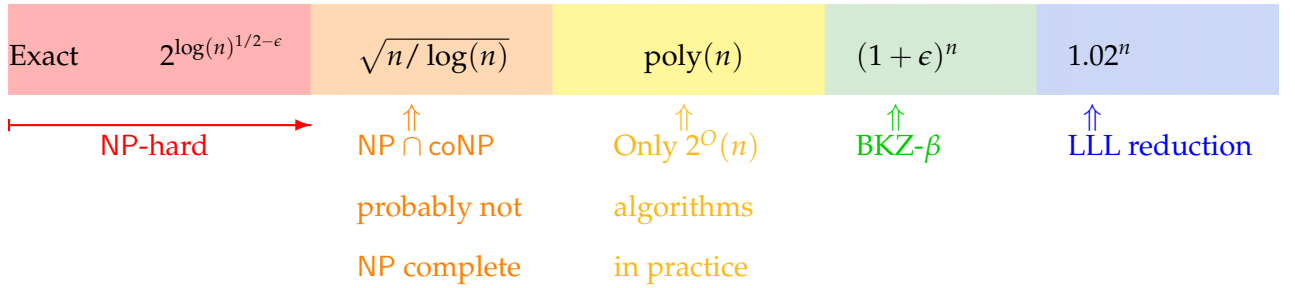 Exact 2^{log(n)^{1/2−ϵ}} √(n/ log(n)) poly(n) (1 + ϵ)^n 1.02^n
⇑ ⇑ ⇑ ⇑
NP-hard NP ∩ coNP Only 2^O(n) BKZ-β LLL reduction
probably not algorithms
NP complete in practice